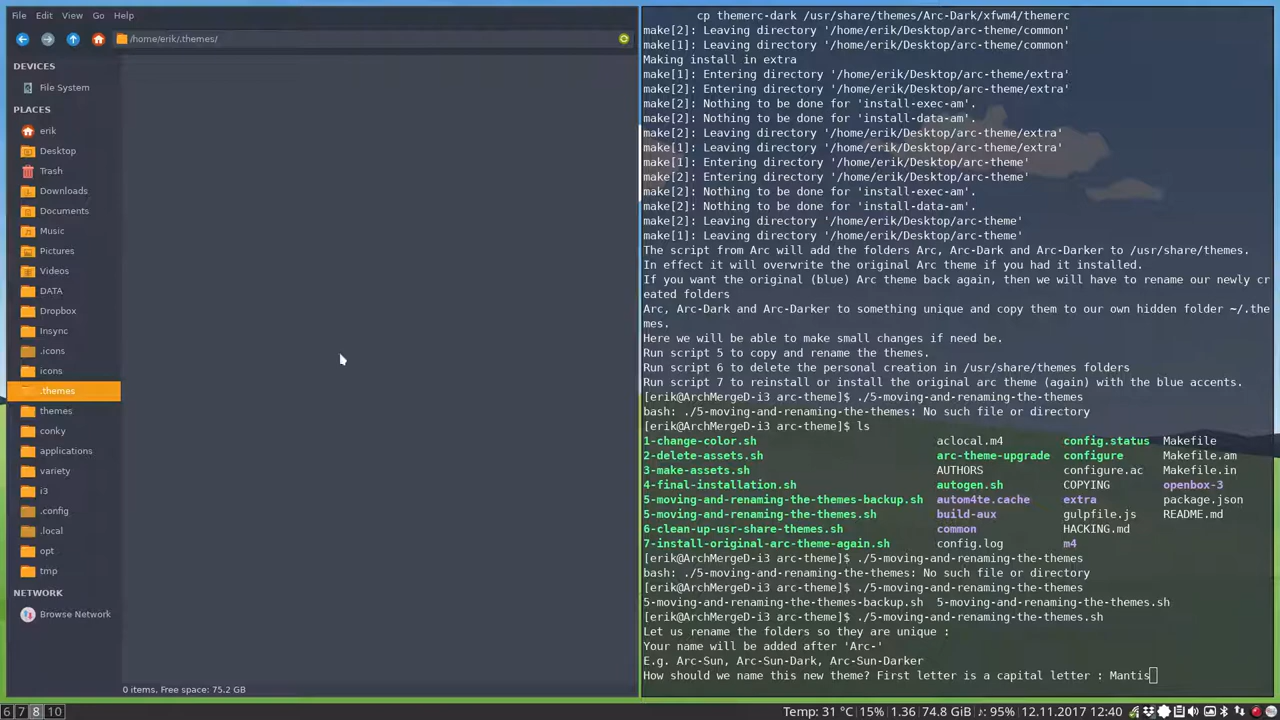 File Edit View Go Help
/home/erik/.themes/
DEVICES
File System
PLACES
erik
Desktop
Trash
Downloads
Documents
Music
Pictures
Videos
DATA
Dropbox
Insync
.icons
icons
.themes
themes
conky
applications
variety
i3
.config
.local
opt
tmp
NETWORK
Browse Network
0 items, Free space: 75.2 GB
cp themerc-dark /usr/share/themes/Arc-Dark/xfwm4/themerc
make[2]: Leaving directory '/home/erik/Desktop/arc-theme/common'
make[1]: Leaving directory '/home/erik/Desktop/arc-theme/common'
Making install in extra
make[1]: Entering directory '/home/erik/Desktop/arc-theme/extra'
make[2]: Entering directory '/home/erik/Desktop/arc-theme/extra'
make[2]: Nothing to be done for 'install-exec-am'.
make[2]: Nothing to be done for 'install-data-am'.
make[2]: Leaving directory '/home/erik/Desktop/arc-theme/extra'
make[1]: Leaving directory '/home/erik/Desktop/arc-theme/extra'
make[1]: Entering directory '/home/erik/Desktop/arc-theme'
make[2]: Entering directory '/home/erik/Desktop/arc-theme'
make[2]: Nothing to be done for 'install-exec-am'.
make[2]: Nothing to be done for 'install-data-am'.
make[2]: Leaving directory '/home/erik/Desktop/arc-theme'
make[1]: Leaving directory '/home/erik/Desktop/arc-theme'
The script from Arc will add the folders Arc, Arc-Dark and Arc-Darker to /usr/share/themes.
In effect it will overwrite the original Arc theme if you had it installed.
If you want the original (blue) Arc theme back again, then we will have to rename our newly cr
eated folders
Arc, Arc-Dark and Arc-Darker to something unique and copy them to our own hidden folder ~/.the
mes.
Here we will be able to make small changes if need be.
Run script 5 to copy and rename the themes.
Run script 6 to delete the personal creation in /usr/share/themes folders
Run script 7 to reinstall or install the original arc theme (again) with the blue accents.
[erik@ArchMergeD-i3 arc-theme]$ ./5-moving-and-renaming-the-themes
bash: ./5-moving-and-renaming-the-themes: No such file or directory
[erik@ArchMergeD-i3 arc-theme]$ ls
1-change-color.sh aclocal.m4 config.status Makefile
2-delete-assets.sh arc-theme-upgrade configure Makefile.am
3-make-assets.sh AUTHORS configure.ac Makefile.in
4-final-installation.sh autogen.sh COPYING openbox-3
5-moving-and-renaming-the-themes-backup.sh autom4te.cache extra package.json
5-moving-and-renaming-the-themes.sh build-aux gulpfile.js README.md
6-clean-up-usr-share-themes.sh common HACKING.md
7-install-original-arc-theme-again.sh config.log m4
[erik@ArchMergeD-i3 arc-theme]$ ./5-moving-and-renaming-the-themes
bash: ./5-moving-and-renaming-the-themes: No such file or directory
[erik@ArchMergeD-i3 arc-theme]$ ./5-moving-and-renaming-the-themes
5-moving-and-renaming-the-themes-backup.sh 5-moving-and-renaming-the-themes.sh
[erik@ArchMergeD-i3 arc-theme]$ ./5-moving-and-renaming-the-themes.sh
Let us rename the folders so they are unique :
Your name will be added after 'Arc-'
E.g. Arc-Sun, Arc-Sun-Dark, Arc-Sun-Darker
How should we name this new theme? First letter is a capital letter : Mantis
6 7 8 10 Temp: 31 °C 15% 1.36 74.8 GiB ♪: 95% 12.11.2017 12:40